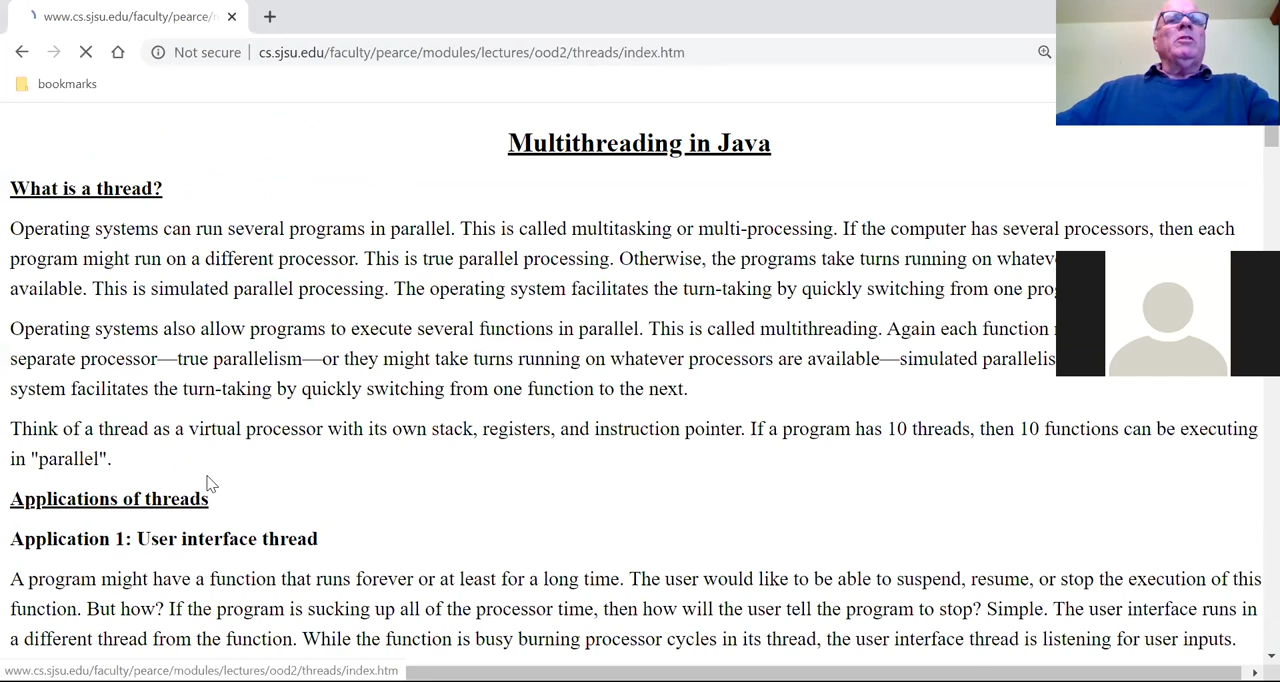 www.cs.sjsu.edu/faculty/pearce/
Not secure | cs.sjsu.edu/faculty/pearce/modules/lectures/ood2/threads/index.htm
bookmarks
Multithreading in Java
What is a thread?
Operating systems can run several programs in parallel. This is called multitasking or multi-processing. If the computer has several processors, then each
program might run on a different processor. This is true parallel processing. Otherwise, the programs take turns running on
available. This is simulated parallel processing. The operating system facilitates the turn-taking by quickly switching from one
Operating systems also allow programs to execute several functions in parallel. This is called multithreading. Again each function
separate processor—true parallelism—or they might take turns running on whatever processors are available—simulated
system facilitates the turn-taking by quickly switching from one function to the next.
Think of a thread as a virtual processor with its own stack, registers, and instruction pointer. If a program has 10 threads, then 10 functions can be executing
in "parallel".
Applications of threads
Application 1: User interface thread
A program might have a function that runs forever or at least for a long time. The user would like to be able to suspend, resume, or stop the execution of this
function. But how? If the program is sucking up all of the processor time, then how will the user tell the program to stop? Simple. The user interface runs in
a different thread from the function. While the function is busy burning processor cycles in its thread, the user interface thread is listening for user inputs.
www.cs.sjsu.edu/faculty/pearce/modules/lectures/ood2/threads/index.htm